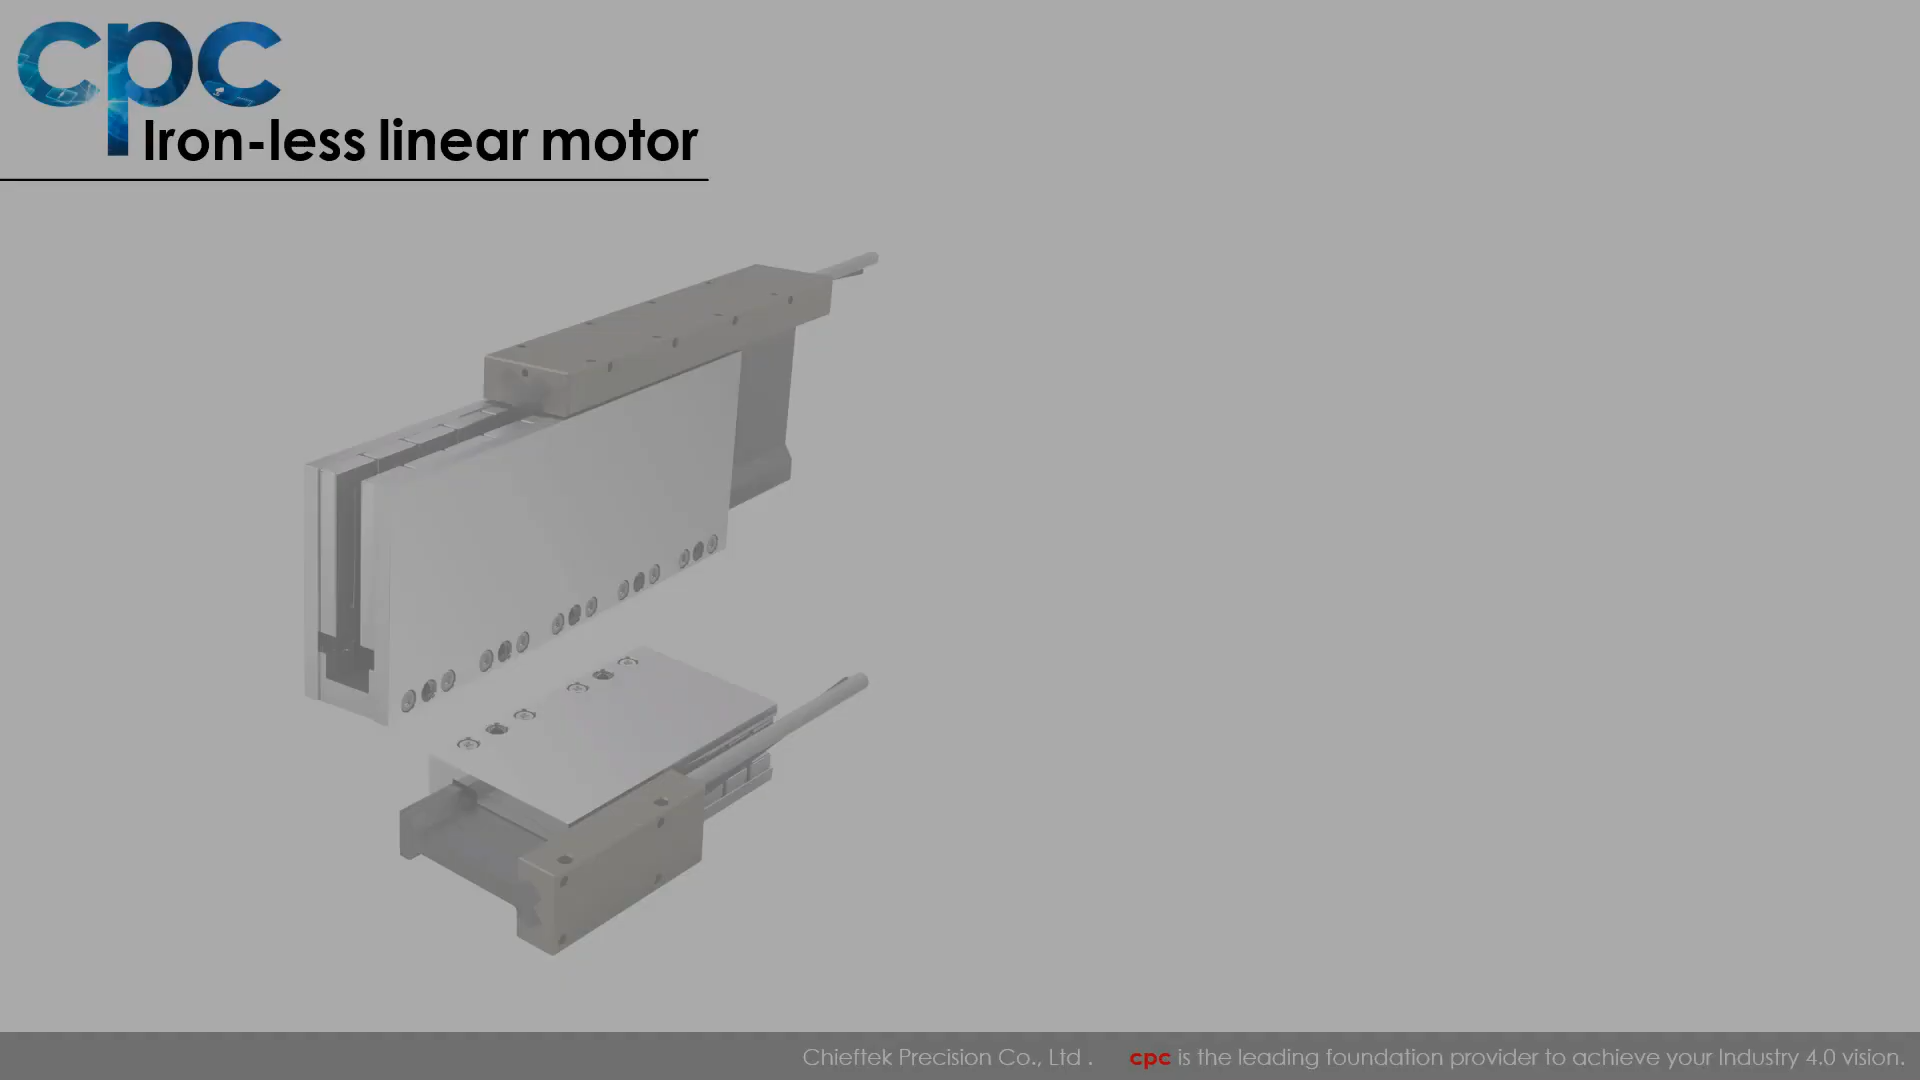 cpc
Iron-less linear motor
Chieftek Precision Co., Ltd . cpc is the leading foundation provider to achieve your Industry 4.0 vision.